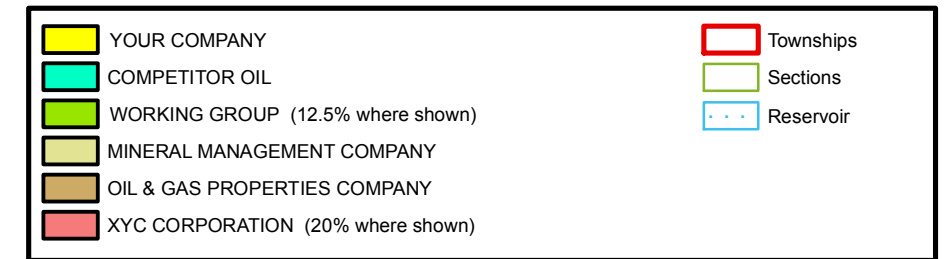 YOUR COMPANY
COMPETITOR OIL
WORKING GROUP (12.5% where shown)
MINERAL MANAGEMENT COMPANY
OIL & GAS PROPERTIES COMPANY
XYC CORPORATION (20% where shown)
Townships
Sections
Reservoir